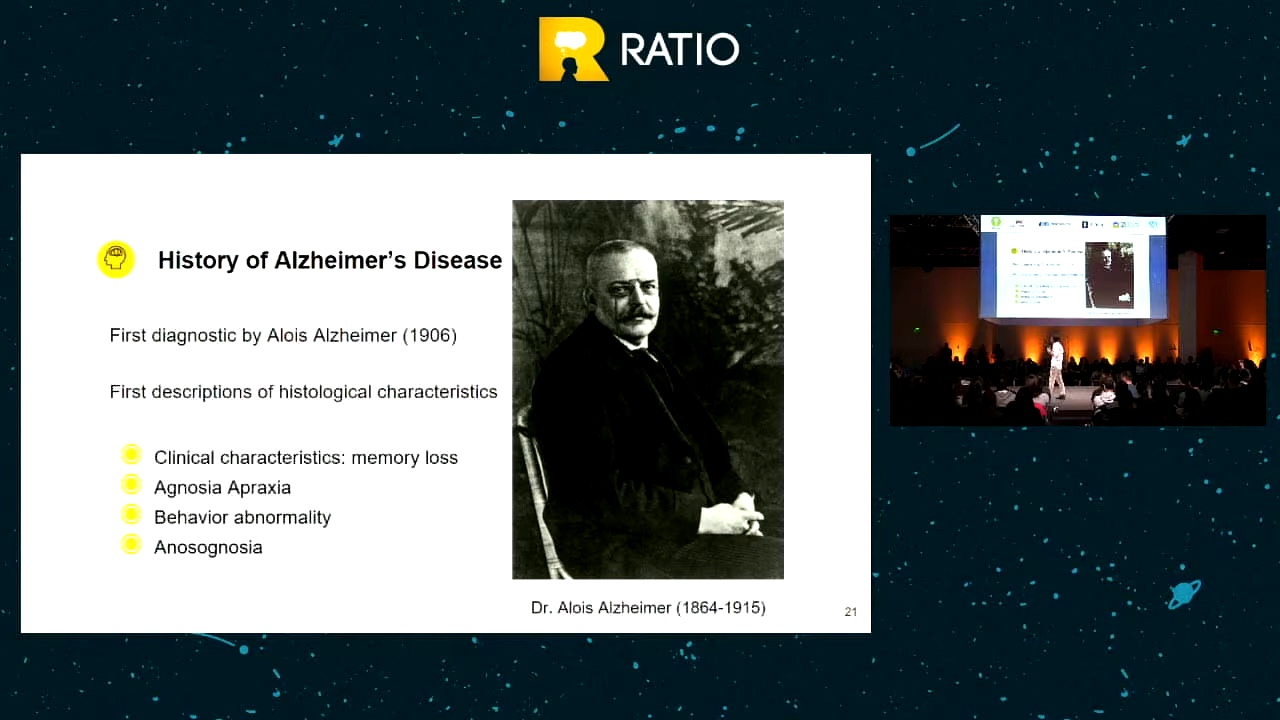 RATIO
History of Alzheimer's Disease
First diagnostic by Alois Alzheimer (1906)
First descriptions of histological characteristics
Clinical characteristics: memory loss
Agnosia Apraxia
Behavior abnormality
Anosognosia
Dr. Alois Alzheimer (1864-1915)
21